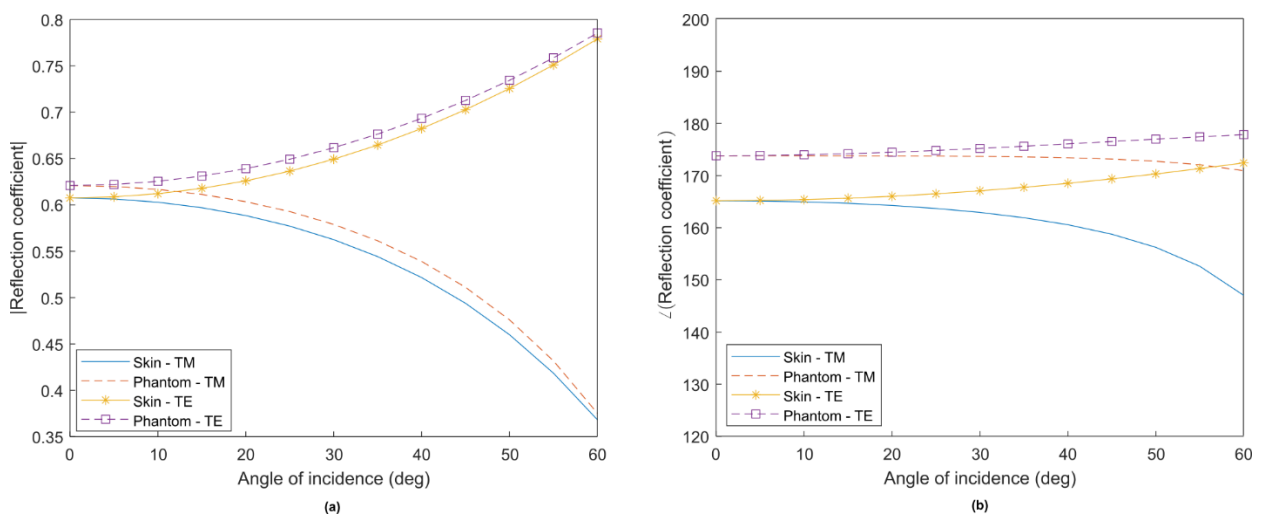 0.8
0.75
0.7
0.65
0.6
0.55
0.5
0.45
0.4
0.35
|Reflection coefficient|
Skin - TM
Phantom - TM
Skin - TE
Phantom - TE
0 10 20 30 40 50 60
Angle of incidence (deg)
(a)
200
190
180
170
160
150
140
130
120
∠(Reflection coefficient)
Skin - TM
Phantom - TM
Skin - TE
Phantom - TE
0 10 20 30 40 50 60
Angle of incidence (deg)
(b)